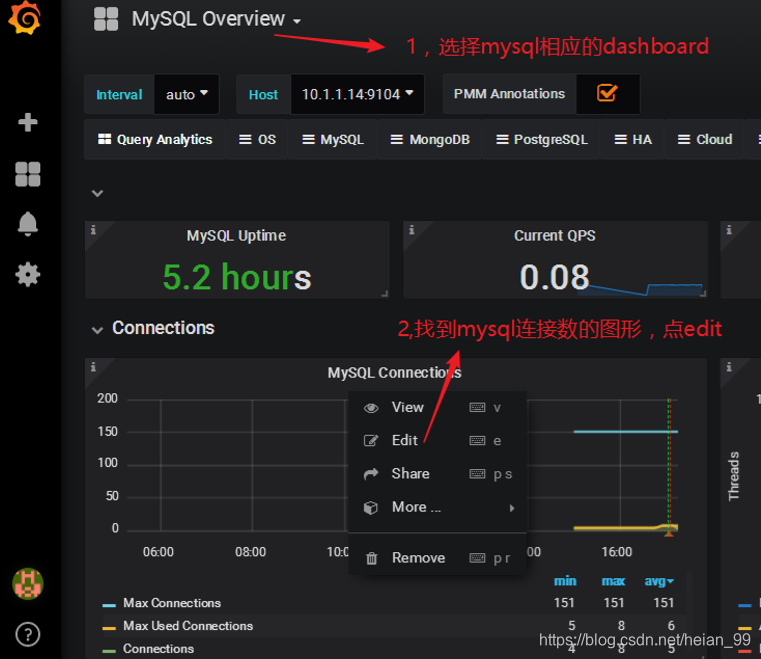 MySQL Overview
1，选择mysql相应的dashboard
Interval auto Host 10.1.1.14:9104 PMM Annotations
Query Analytics OS MySQL MongoDB PostgreSQL HA Cloud
MySQL Uptime Current QPS
5.2 hours 0.08
Connections
2,找到mysql连接数的图形，点edit
MySQL Connections
200
150
100
50
0
View v
Edit e
Share p s
More ...
Remove p r
Threads
06:00 08:00 16:00
min max avg
Max Connections 151 151 151
Max Used Connections 5 8 6
Connections 4 8 5
https://blog.csdn.net/heian_99